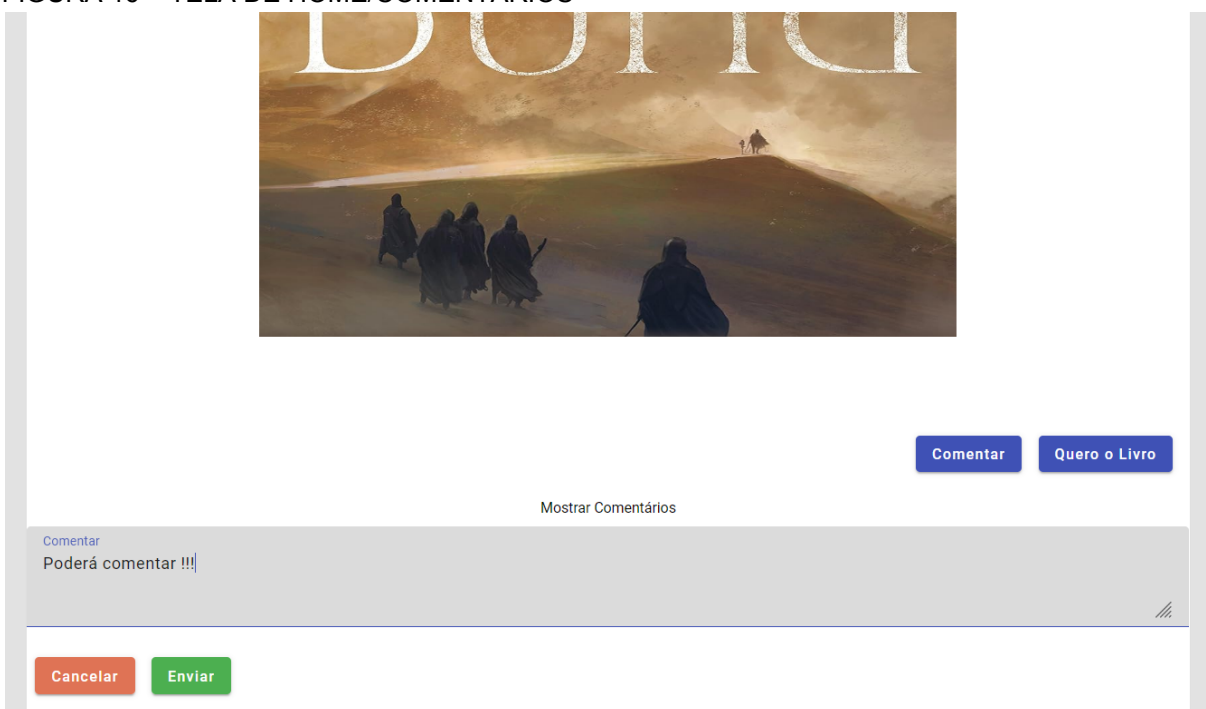 Comentar
Quero o Livro
Mostrar Comentários
Comentar
Poderá comentar !!!
Cancelar
Enviar